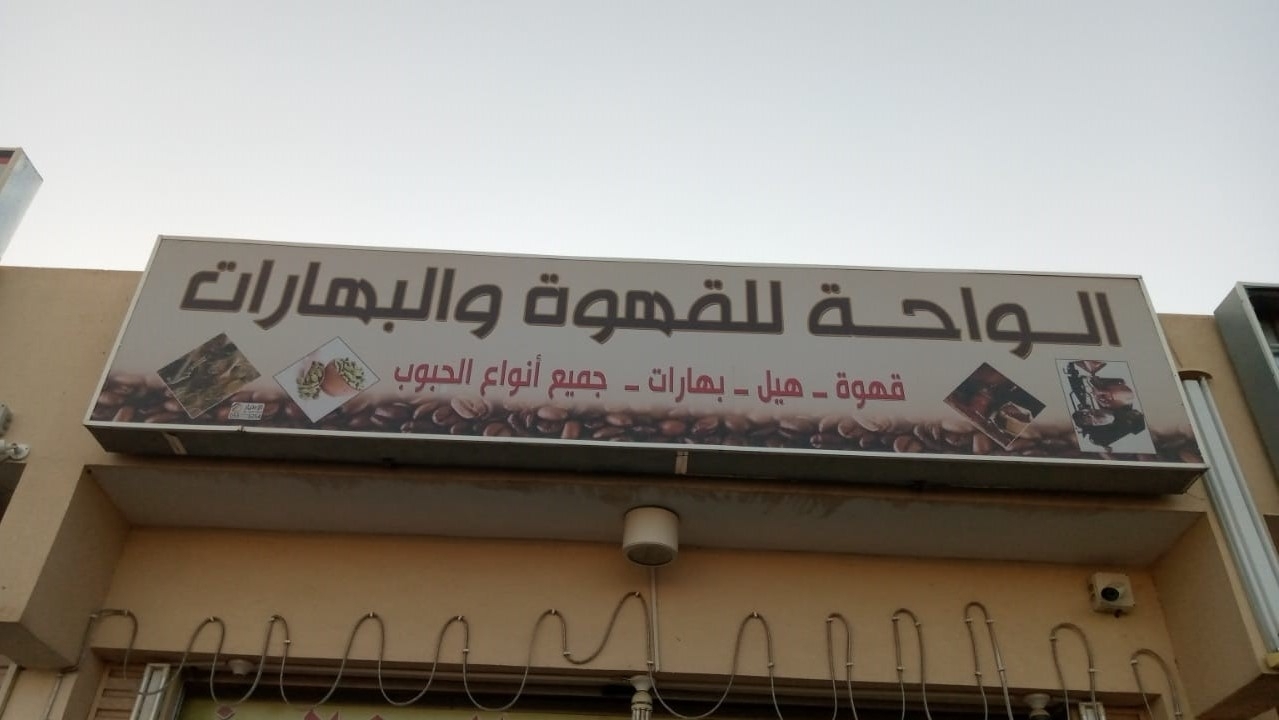 الواحة للقهوة والبهارات
قهوة - هيل - بهارات - جميع أنواع الحبوب